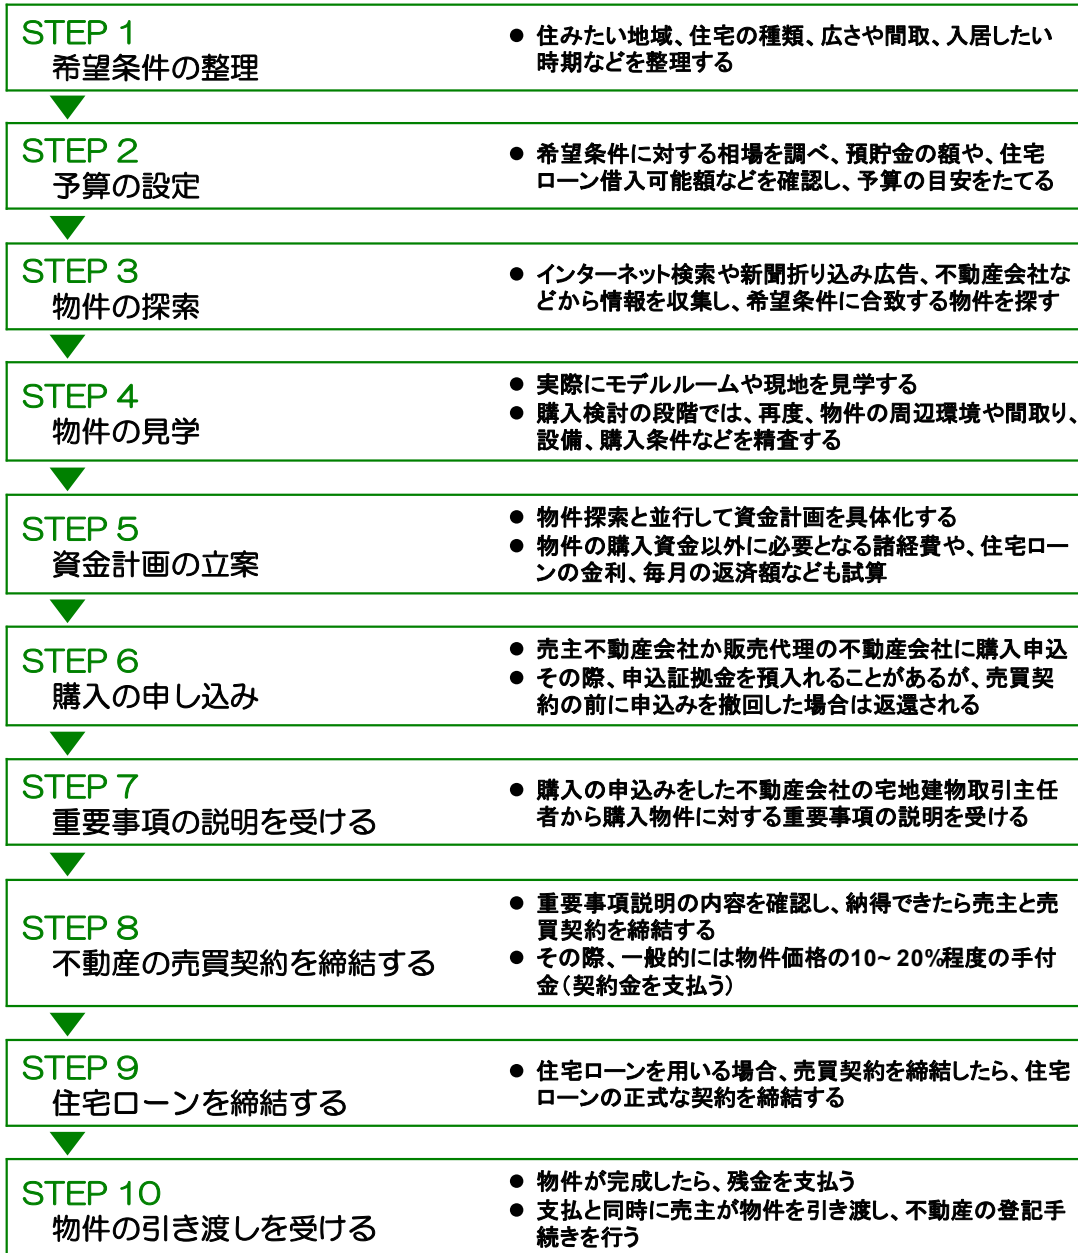 STEP 1
希望条件の整理
● 住みたい地域、住宅の種類、広さや間取、入居したい
時期などを整理する
STEP 2
予算の設定
● 希望条件に対する相場を調べ、預貯金の額や、住宅
ローン借入可能額などを確認し、予算の目安をたてる
STEP 3
物件の探索
● インターネット検索や新聞折り込み広告、不動産会社な
どから情報を収集し、希望条件に合致する物件を探す
STEP 4
物件の見学
● 実際にモデルルームや現地を見学する
● 購入検討の段階では、再度、物件の周辺環境や間取り、
設備、購入条件などを精査する
STEP 5
資金計画の立案
● 物件探索と並行して資金計画を具体化する
● 物件の購入資金以外に必要となる諸経費や、住宅ロー
ンの金利、毎月の返済額なども試算
STEP 6
購入の申し込み
● 売主不動産会社か販売代理の不動産会社に購入申込
● その際、申込証拠金を預入れることがあるが、売買契
約の前に申込みを撤回した場合は返還される
STEP 7
重要事項の説明を受ける
● 購入の申込みをした不動産会社の宅地建物取引主任
者から購入物件に対する重要事項の説明を受ける
STEP 8
不動産の売買契約を締結する
● 重要事項説明の内容を確認し、納得できたら売主と売
買契約を締結する
● その際、一般的には物件価格の10~ 20%程度の手付
金(契約金を支払う)
STEP 9
住宅ローンを締結する
● 住宅ローンを用いる場合、売買契約を締結したら、住宅
ローンの正式な契約を締結する
STEP 10
物件の引き渡しを受ける
● 物件が完成したら、残金を支払う
● 支払と同時に売主が物件を引き渡し、不動産の登記手
続きを行う